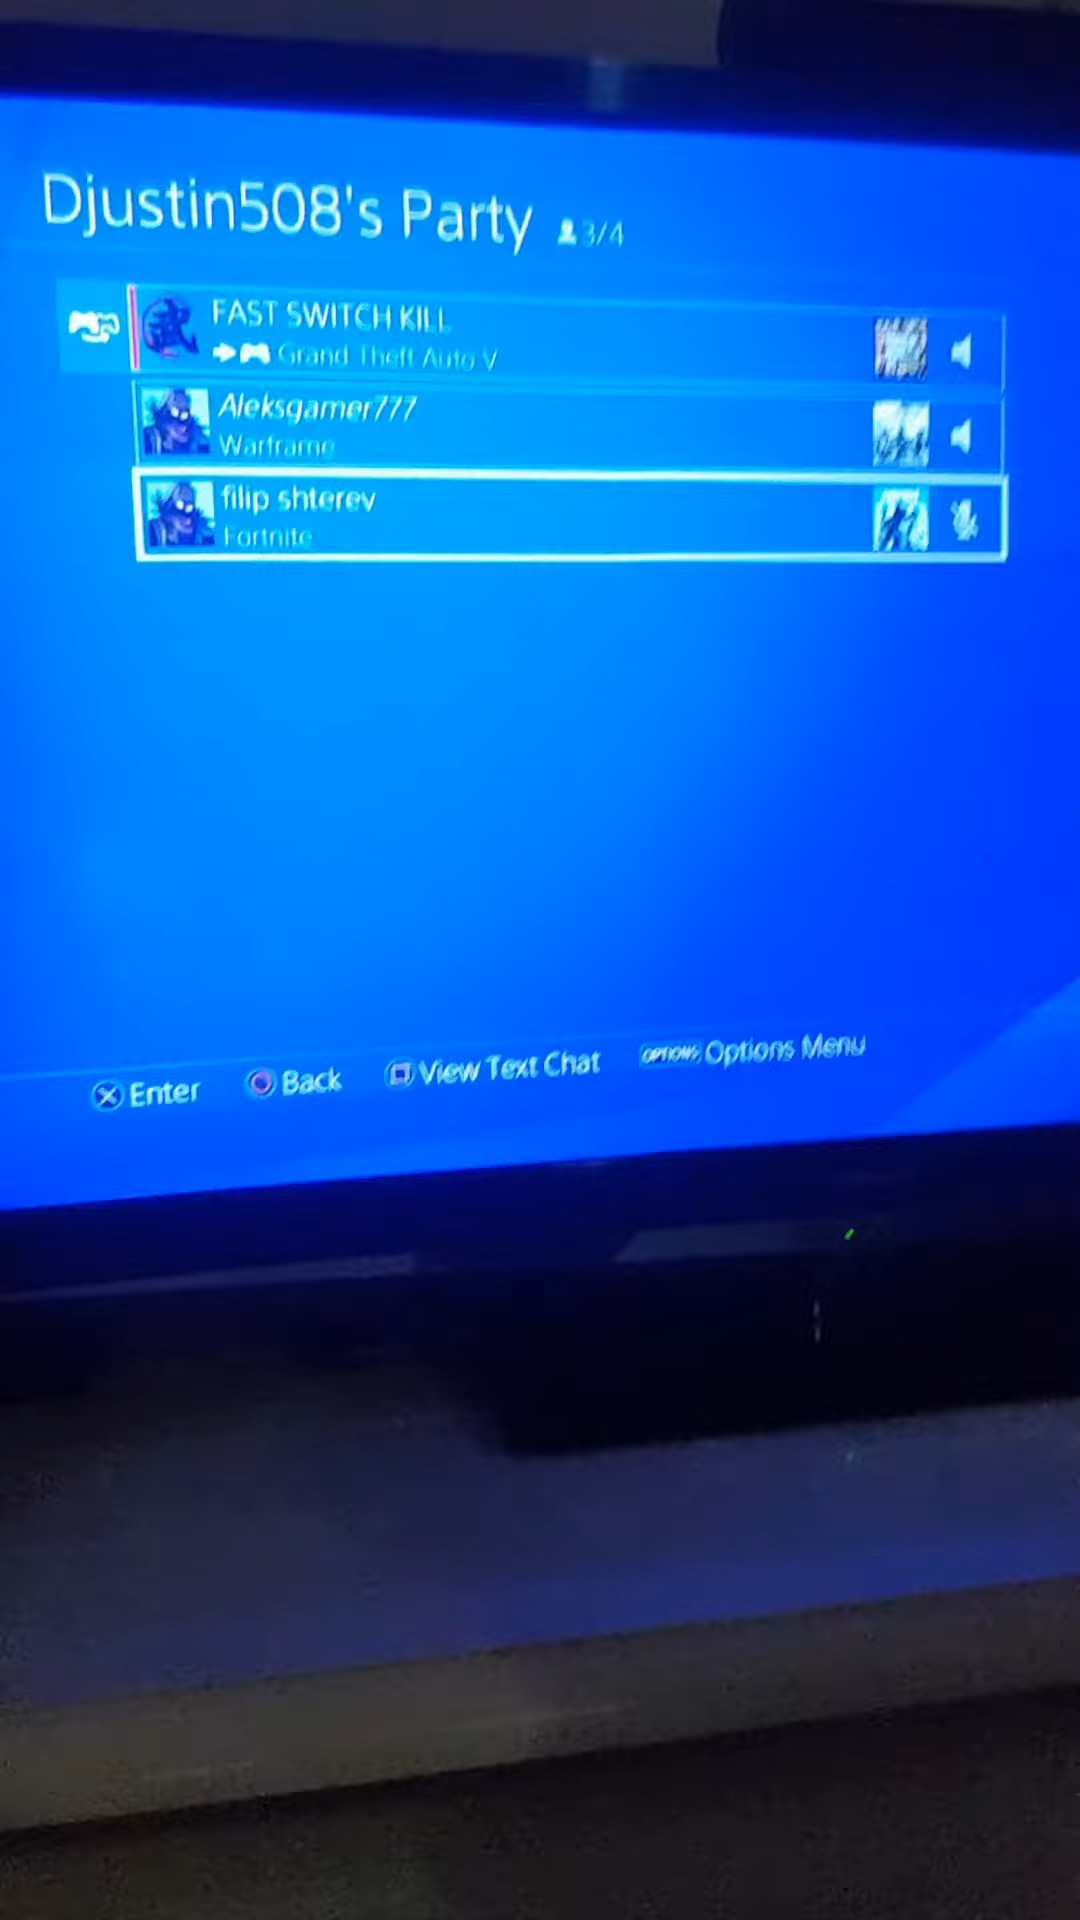 Djustin508's Party 3/4
FAST SWITCH KILL
Grand Theft Auto V
Aleksgamer777
Warframe
filip shterev
Fortnite
Enter Back View Text Chat OPTIONS Options Menu